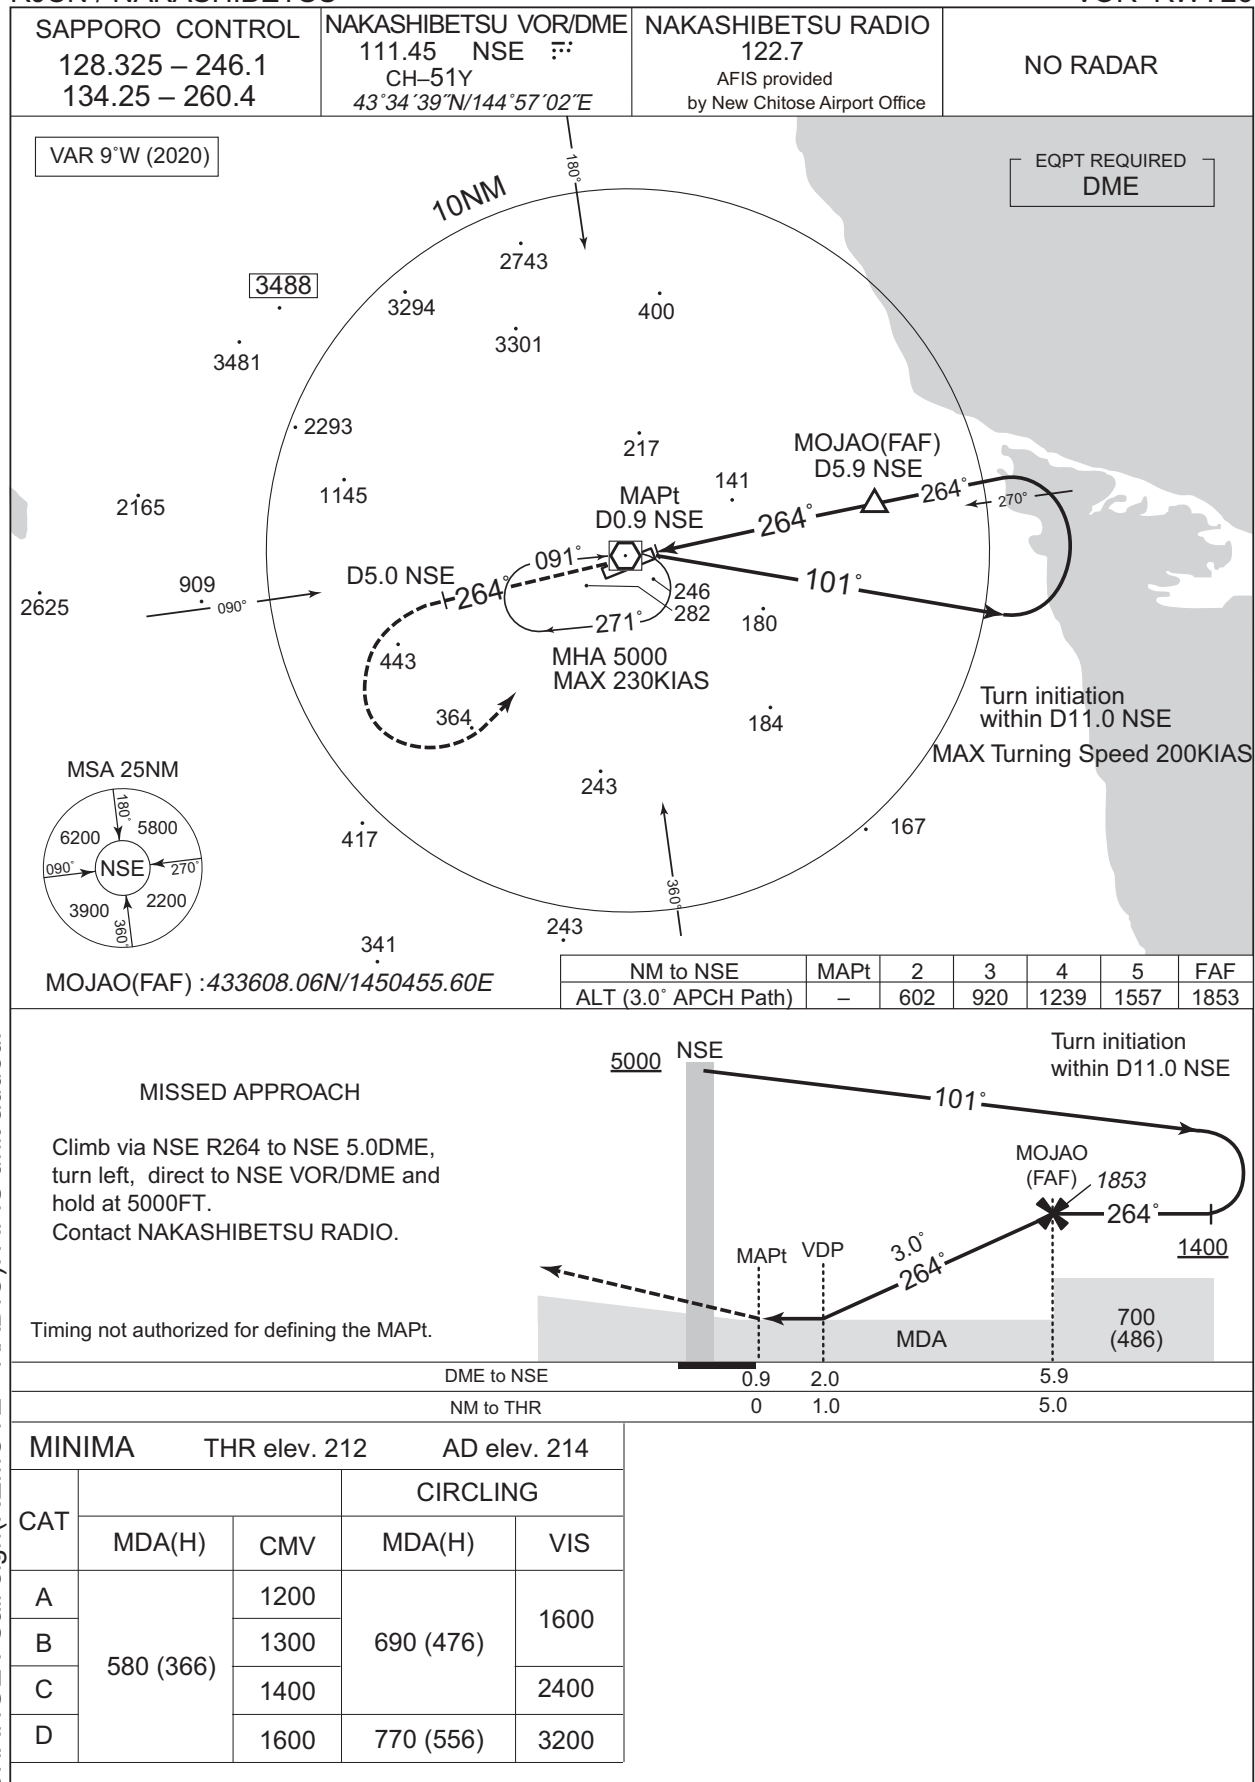 SAPPORO CONTROL
128.325 – 246.1
134.25 – 260.4
NAKASHIBETSU VOR/DME
111.45 NSE
CH–51Y
43°34´39˝N/144°57´02˝E
NAKASHIBETSU RADIO
122.7
AFIS provided
by New Chitose Airport Office
NO RADAR
VAR 9°W (2020)
EQPT REQUIRED
DME
10NM
180°
2743
3488
3294
400
3301
3481
2293
217
MOJAO(FAF)
D5.9 NSE
141
1145
2165
MAPt
D0.9 NSE
264°
264°
270°
091°
D5.0 NSE
264°
101°
909
090°
2625
246
282
271°
180
443
MHA 5000
MAX 230KIAS
364
184
Turn initiation
within D11.0 NSE
MAX Turning Speed 200KIAS
243
MSA 25NM
180°
6200
5800
090°
NSE
270°
3900
2200
360°
417
167
360°
243
341
MOJAO(FAF) :433608.06N/1450455.60E
NM to NSE MAPt 2 3 4 5 FAF
ALT (3.0° APCH Path) – 602 920 1239 1557 1853
MISSED APPROACH
Climb via NSE R264 to NSE 5.0DME,
turn left, direct to NSE VOR/DME and
hold at 5000FT.
Contact NAKASHIBETSU RADIO.
Timing not authorized for defining the MAPt.
5000
NSE
Turn initiation
within D11.0 NSE
101°
MOJAO
(FAF)
1853
264°
1400
MAPt
VDP
3.0°
264°
MDA
700
(486)
DME to NSE 0.9 2.0 5.9
NM to THR 0 1.0 5.0
MINIMA THR elev. 212 AD elev. 214
CIRCLING
CAT MDA(H) CMV MDA(H) VIS
A 1200
B 1300
580 (366)
690 (476)
1600
C 1400 2400
D 1600 770 (556) 3200